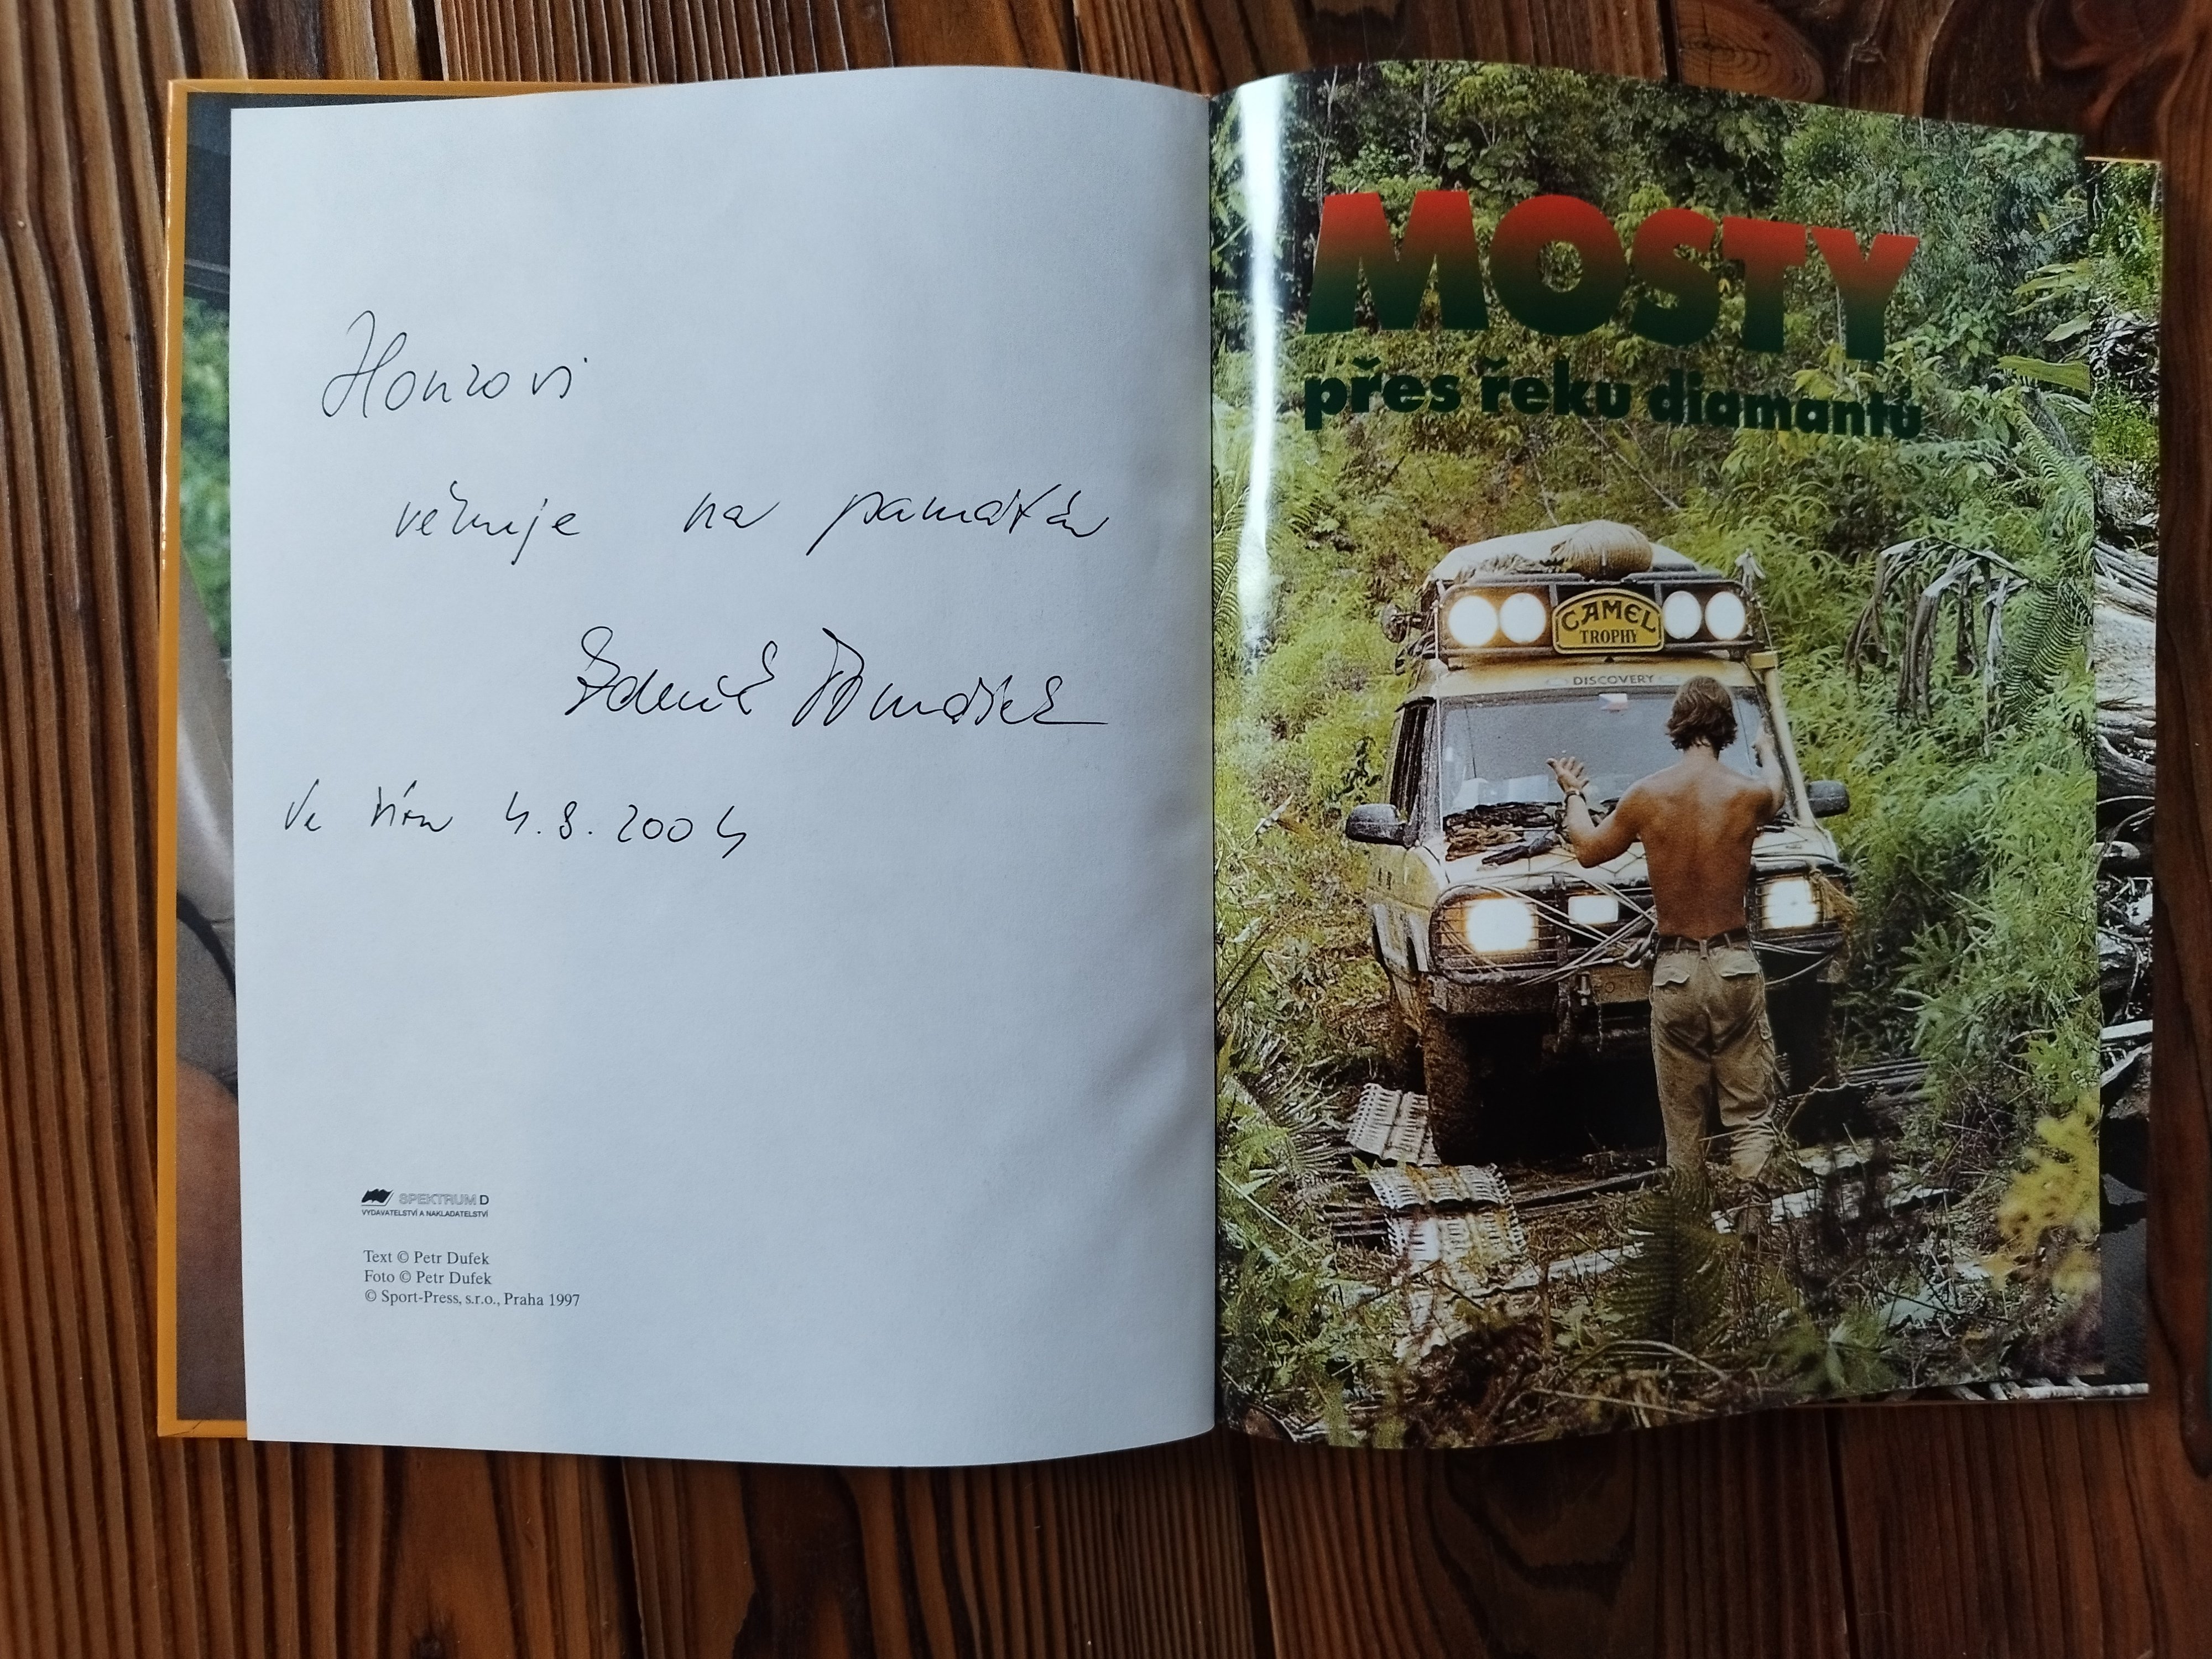 Honzovi
věnuje na památku
Zdeněk
Ve 4. 8. 2004
SPEKTRUM D
VYDAVATELSTVÍ A NAKLADATELSTVÍ
Text © Petr Dufek
Foto © Petr Dufek
© Sport-Press, s.r.o., Praha 1997
MOSTY
přes řeku diamantů
CAMEL
TROPHY
DISCOVERY